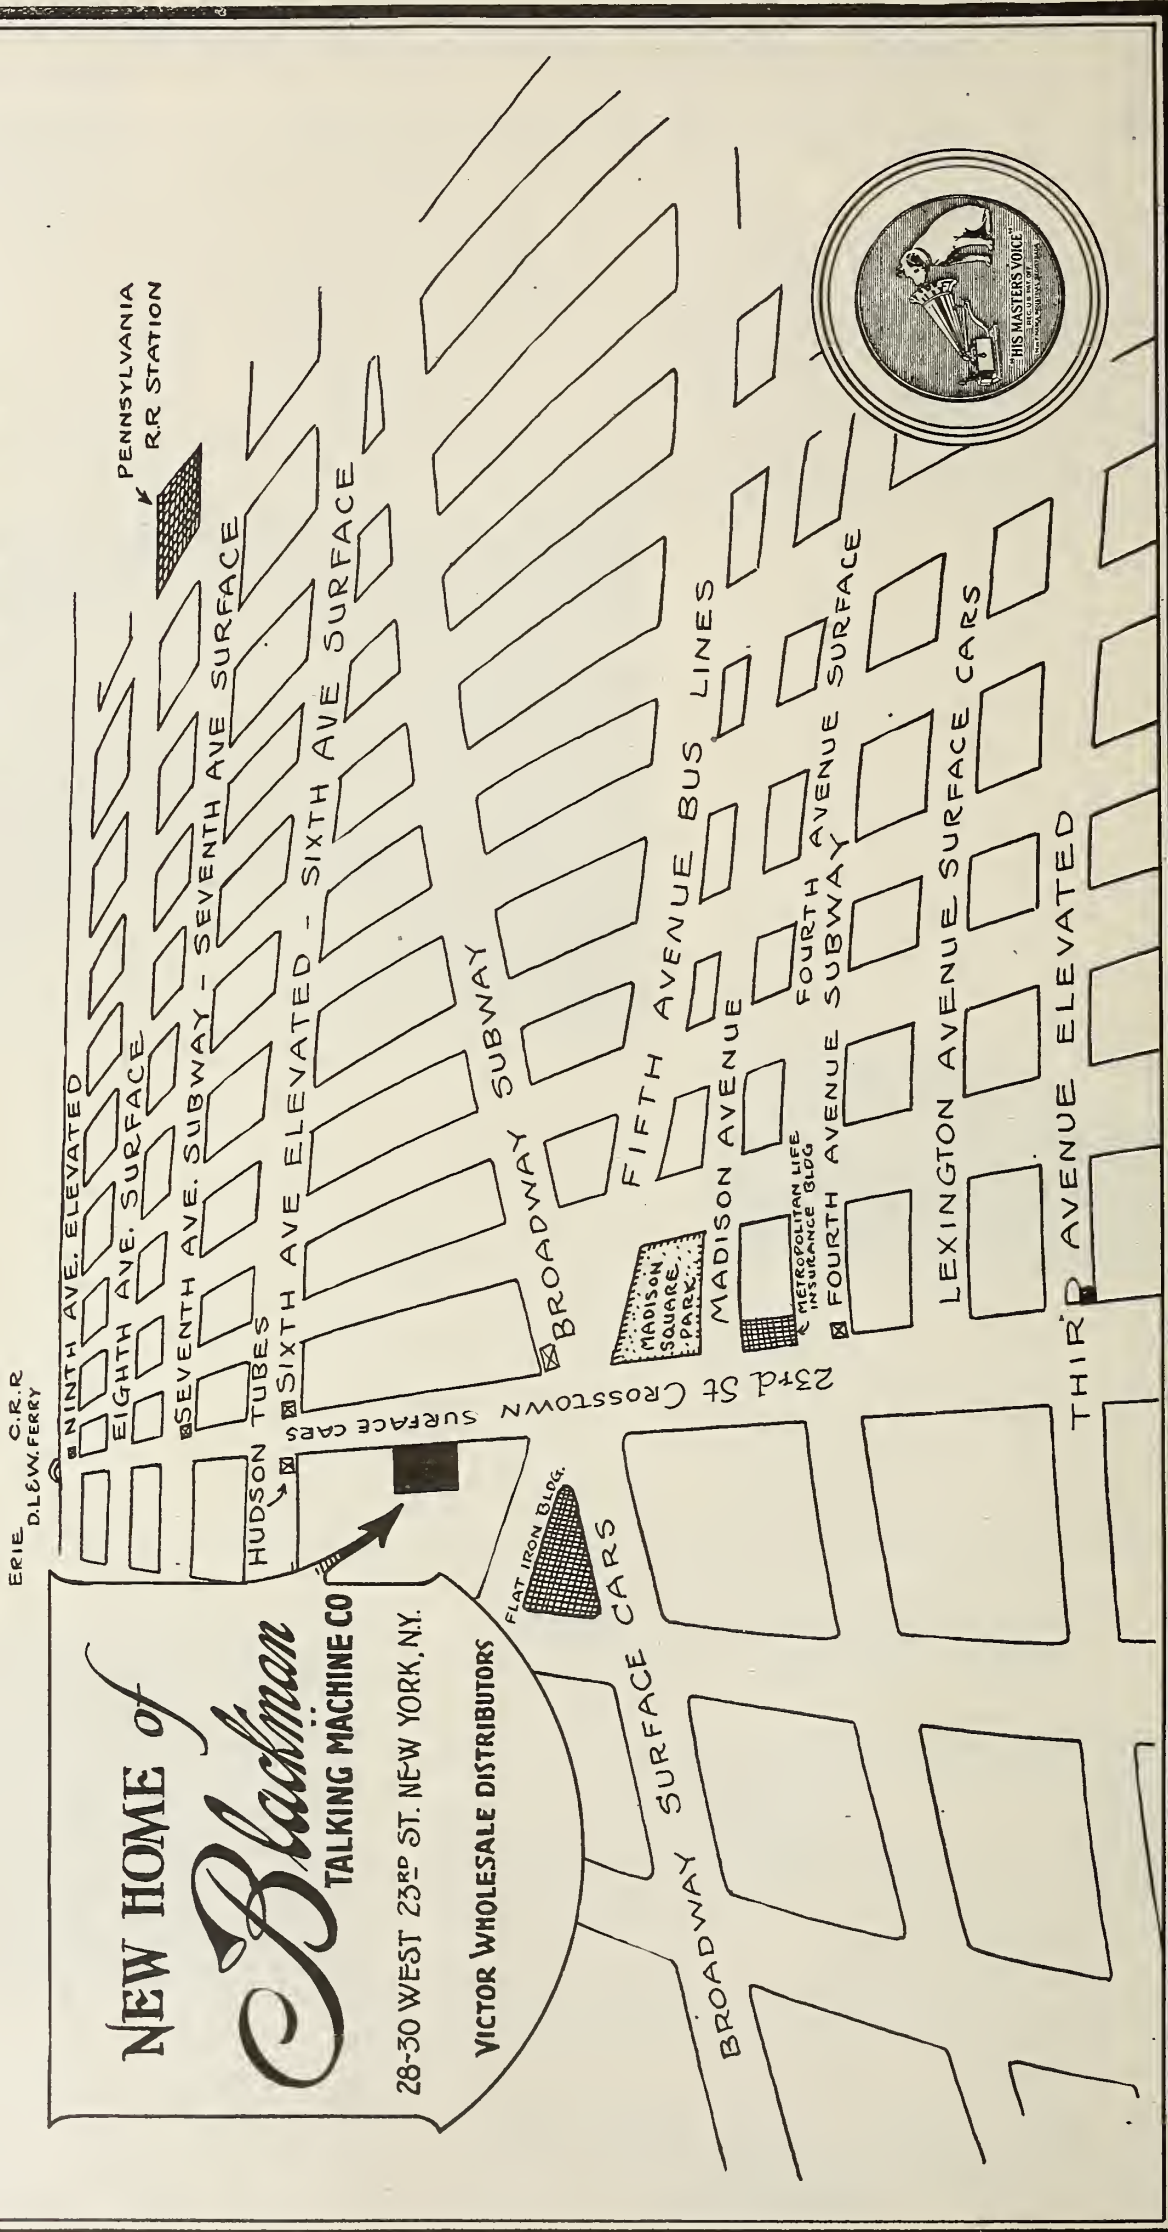 NEW HOME of
Blackman
TALKING MACHINE CO
28-30 WEST 23RD ST. NEW YORK, N.Y.
VICTOR WHOLESALE DISTRIBUTORS
ERIE C.R.R
D.L&W. FERRY
NINTH AVE. ELEVATED
EIGHTH AVE. SURFACE
SEVENTH AVE. SUBWAY - SEVENTH AVE SURFACE
HUDSON TUBES
SIXTH AVE ELEVATED - SIXTH AVE SURFACE
PENNSYLVANIA
R.R STATION
23rd St CROSSTOWN SURFACE CARS
BROADWAY SUBWAY
FLAT IRON BLDG.
BROADWAY SURFACE CARS
FIFTH AVENUE BUS LINES
MADISON
SQUARE
PARK
MADISON AVENUE
METROPOLITAN LIFE
INSURANCE BLDG
FOURTH AVENUE SURFACE
FOURTH AVENUE SUBWAY SUBWAY
LEXINGTON AVENUE SURFACE CARS
THIRD AVENUE ELEVATED
"HIS MASTERS VOICE"
REG. U.S. PAT. OFF.